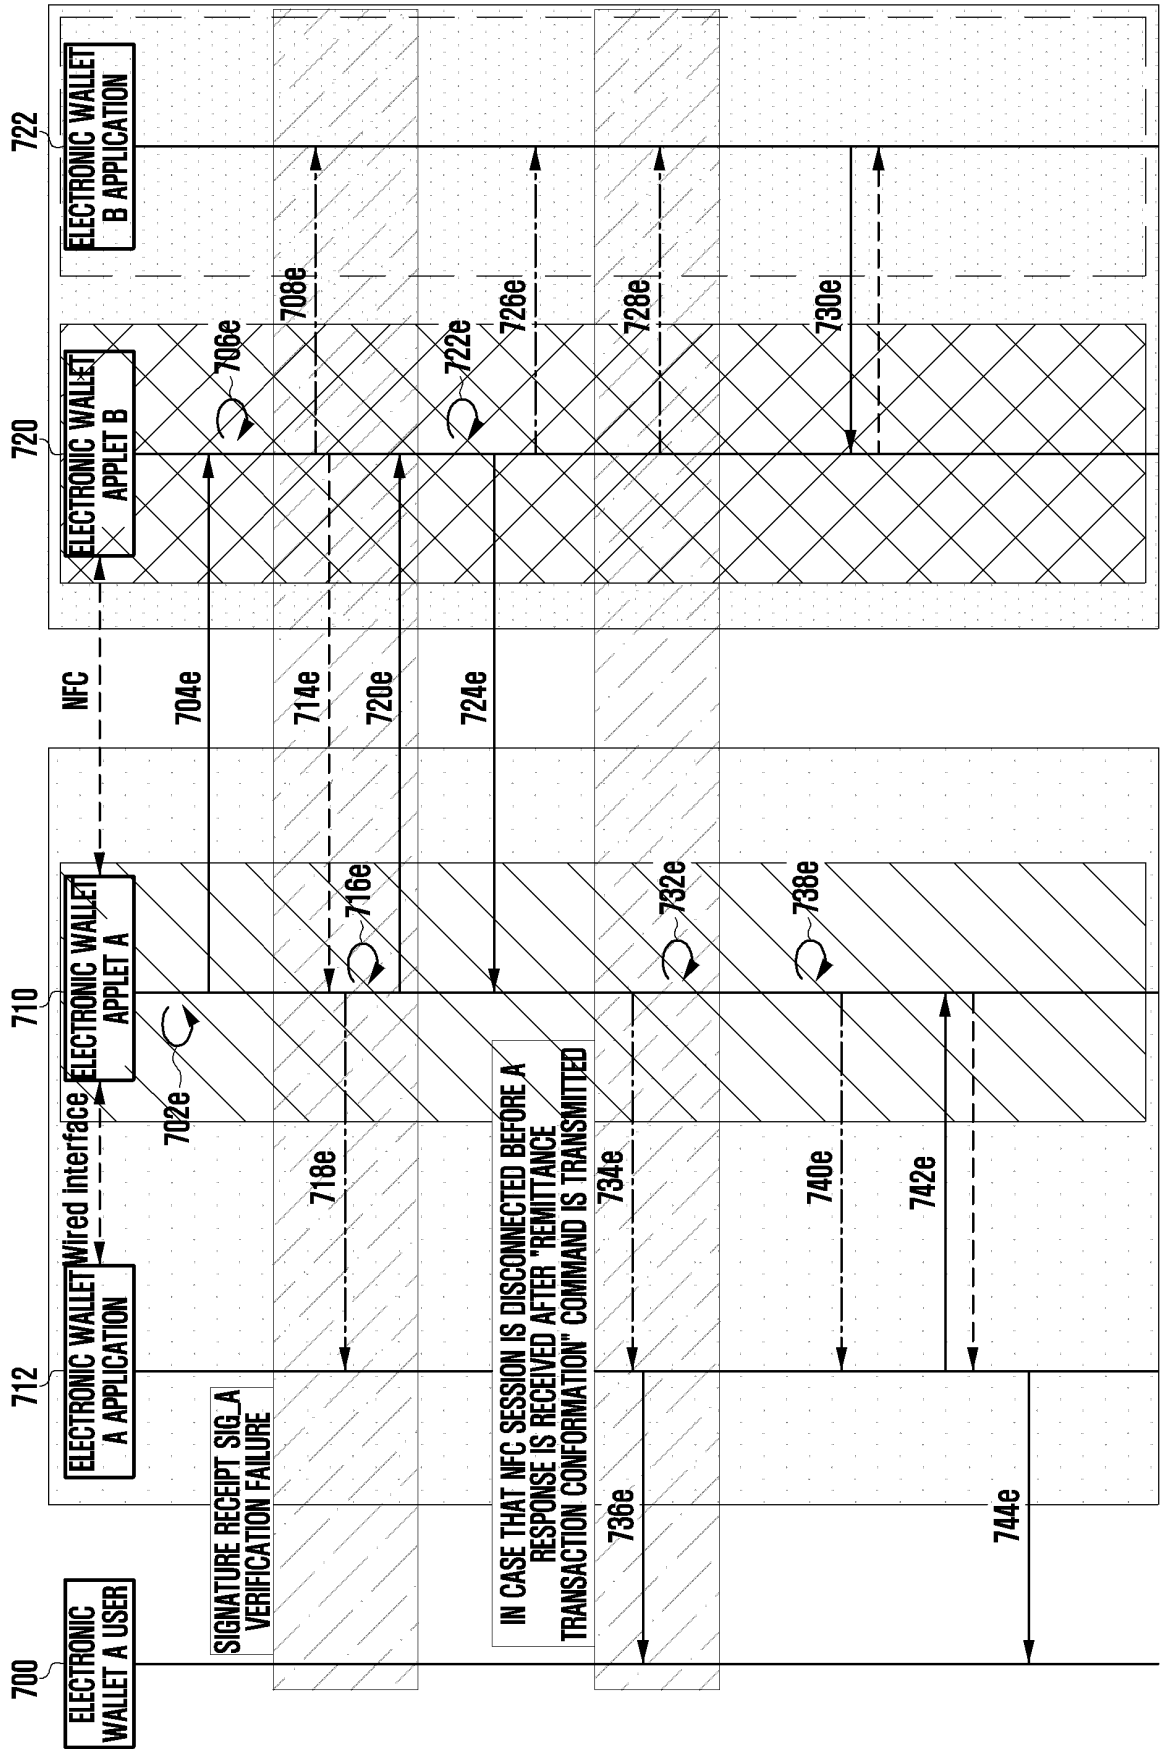 700
712
710
720
722
ELECTRONIC
WALLET A USER
ELECTRONIC WALLET
A APPLICATION
Wired interface
ELECTRONIC WALLET
APPLET A
NFC
ELECTRONIC WALLET
APPLET B
ELECTRONIC WALLET
B APPLICATION
702e
704e
706e
SIGNATURE RECEIPT SIG_A
VERIFICATION FAILURE
708e
714e
718e
716e
720e
722e
724e
726e
IN CASE THAT NFC SESSION IS DISCONNECTED BEFORE A
RESPONSE IS RECEIVED AFTER "REMITTANCE
TRANSACTION CONFORMATION" COMMAND IS TRANSMITTED
734e
736e
728e
732e
738e
730e
740e
742e
744e